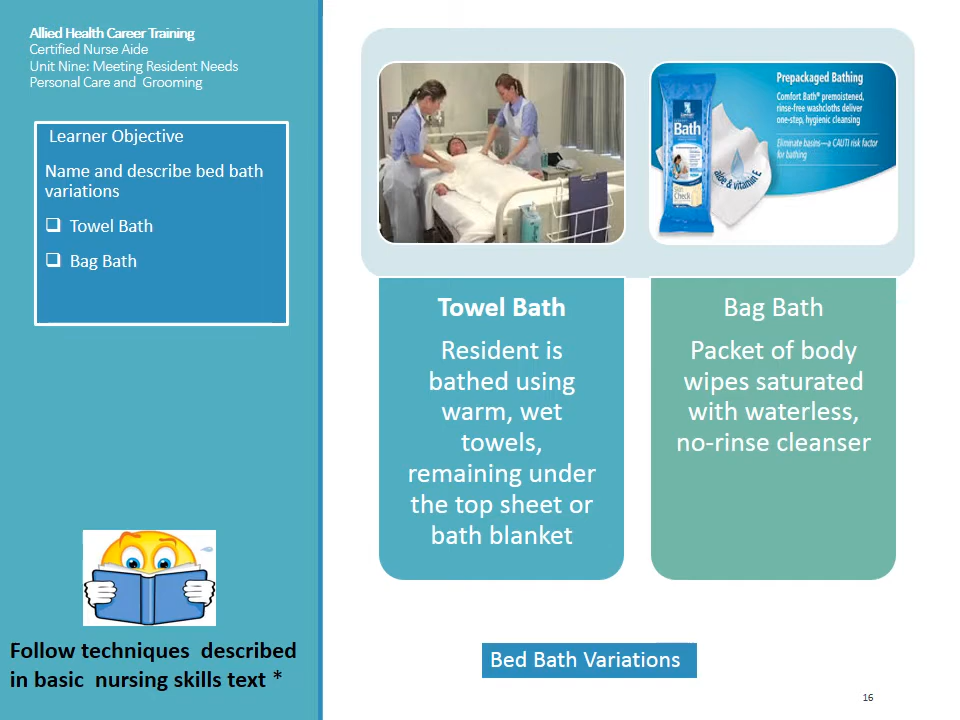 Allied Health Career Training
Certified Nurse Aide
Unit Nine: Meeting Resident Needs
Personal Care and Grooming
Learner Objective
Name and describe bed bath
variations
❑ Towel Bath
❑ Bag Bath
Follow techniques described
in basic nursing skills text *
Prepackaged Bathing
Comfort Bath® premoistened,
rinse-free washcloths deliver
one-step, hygienic cleansing
Eliminate basins—a CAUTI risk factor
for bathing
Bath
aloe & vitamin E
Skin
Check
Towel Bath
Resident is
bathed using
warm, wet
towels,
remaining under
the top sheet or
bath blanket
Bag Bath
Packet of body
wipes saturated
with waterless,
no-rinse cleanser
Bed Bath Variations
16